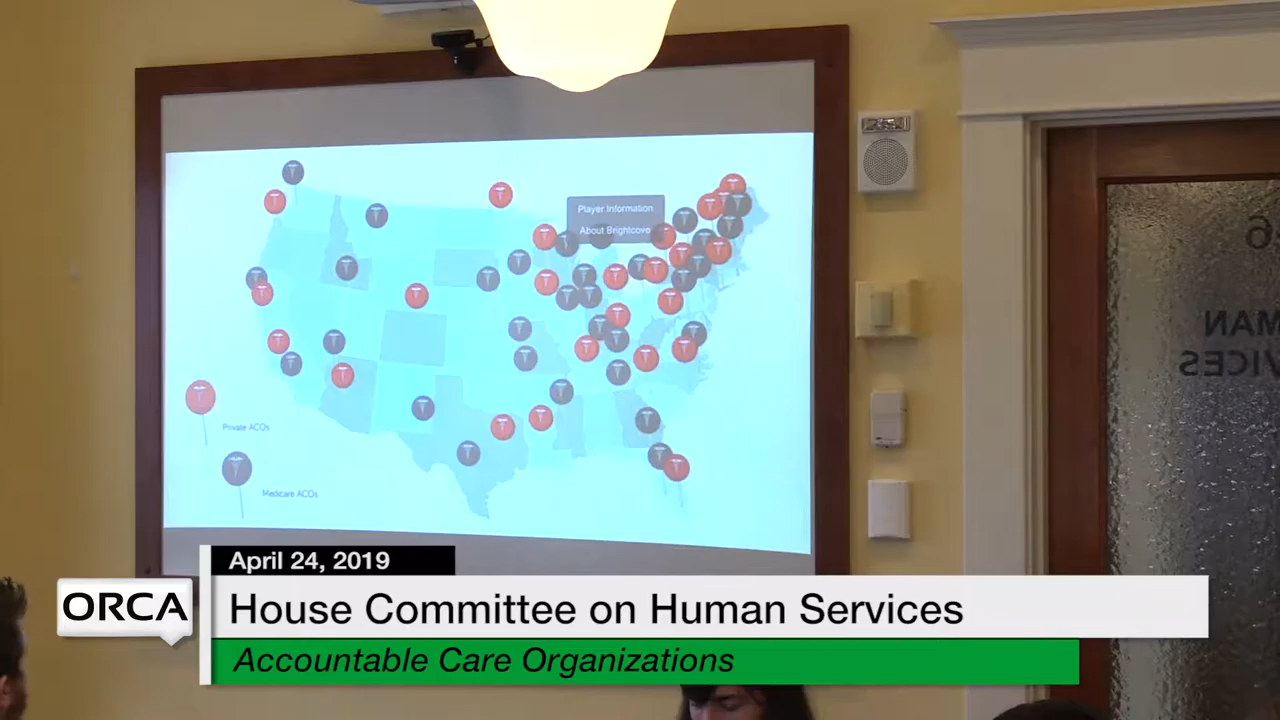 Player Information
About Brightcove
Private ACOs
Medicare ACOs
April 24, 2019
ORCA
House Committee on Human Services
Accountable Care Organizations